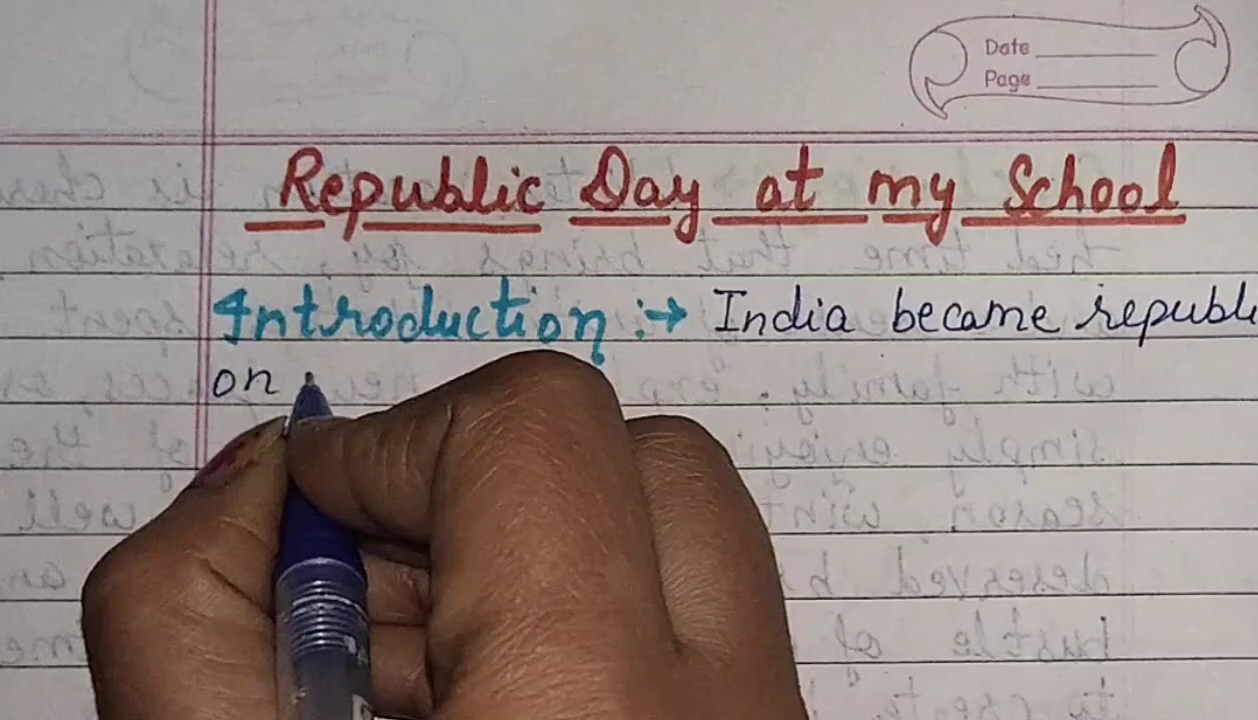 Date
Page
Republic Day at my School
Introduction :→ India became republi
on